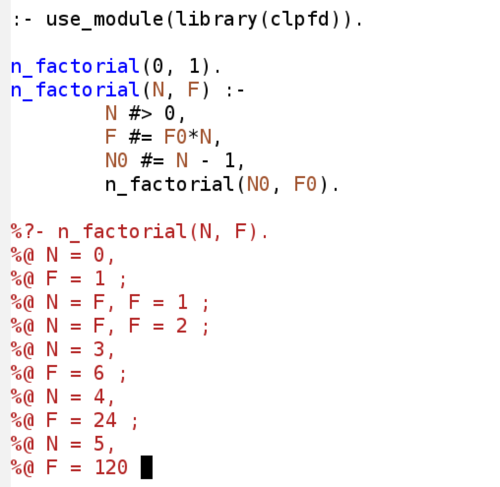 :- use_module(library(clpfd)).
n_factorial(0, 1).
n_factorial(N, F) :-
N #> 0,
F #= F0*N,
N0 #= N - 1,
n_factorial(N0, F0).
%?- n_factorial(N, F).
%@ N = 0,
%@ F = 1 ;
%@ N = F, F = 1 ;
%@ N = F, F = 2 ;
%@ N = 3,
%@ F = 6 ;
%@ N = 4,
%@ F = 24 ;
%@ N = 5,
%@ F = 120